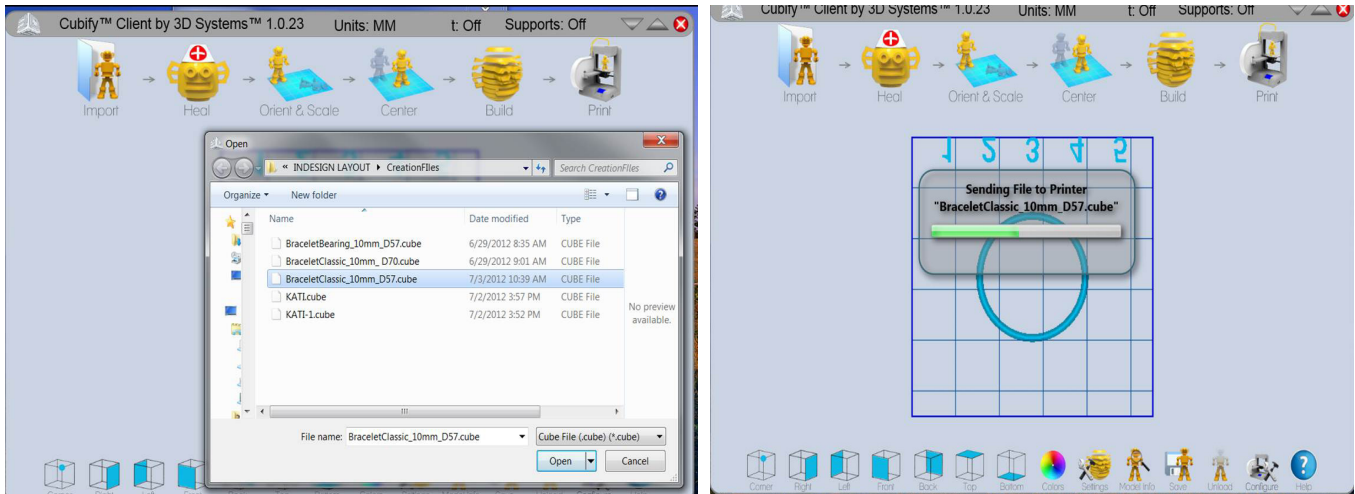 Cubify™ Client by 3D Systems™ 1.0.23 Units: MM t: Off Supports: Off
Import Heal Orient & Scale Center Build Print
Open
« INDESIGN LAYOUT CreationFIles Search CreationFIles
Organize New folder
Name Date modified Type
BraceletBearing_10mm_D57.cube 6/29/2012 8:35 AM CUBE File
BraceletClassic_10mm_ D70.cube 6/29/2012 9:01 AM CUBE File
BraceletClassic_10mm_D57.cube 7/3/2012 10:39 AM CUBE File
KATI.cube 7/2/2012 3:57 PM CUBE File
KATI-1.cube 7/2/2012 3:52 PM CUBE File
No preview
available.
File name: BraceletClassic_10mm_D57.cube Cube File (.cube) (*.cube)
Open Cancel
Corner Right Left Front
Cubify™ Client by 3D Systems™ 1.0.23 Units: MM t: Off Supports: Off
Import Heal Orient & Scale Center Build Print
1 2 3 4 5
Sending File to Printer
"BraceletClassic_10mm_D57.cube"
Corner Right Left Front Back Top Bottom Colors Settings Model Info Save Unload Configure Help